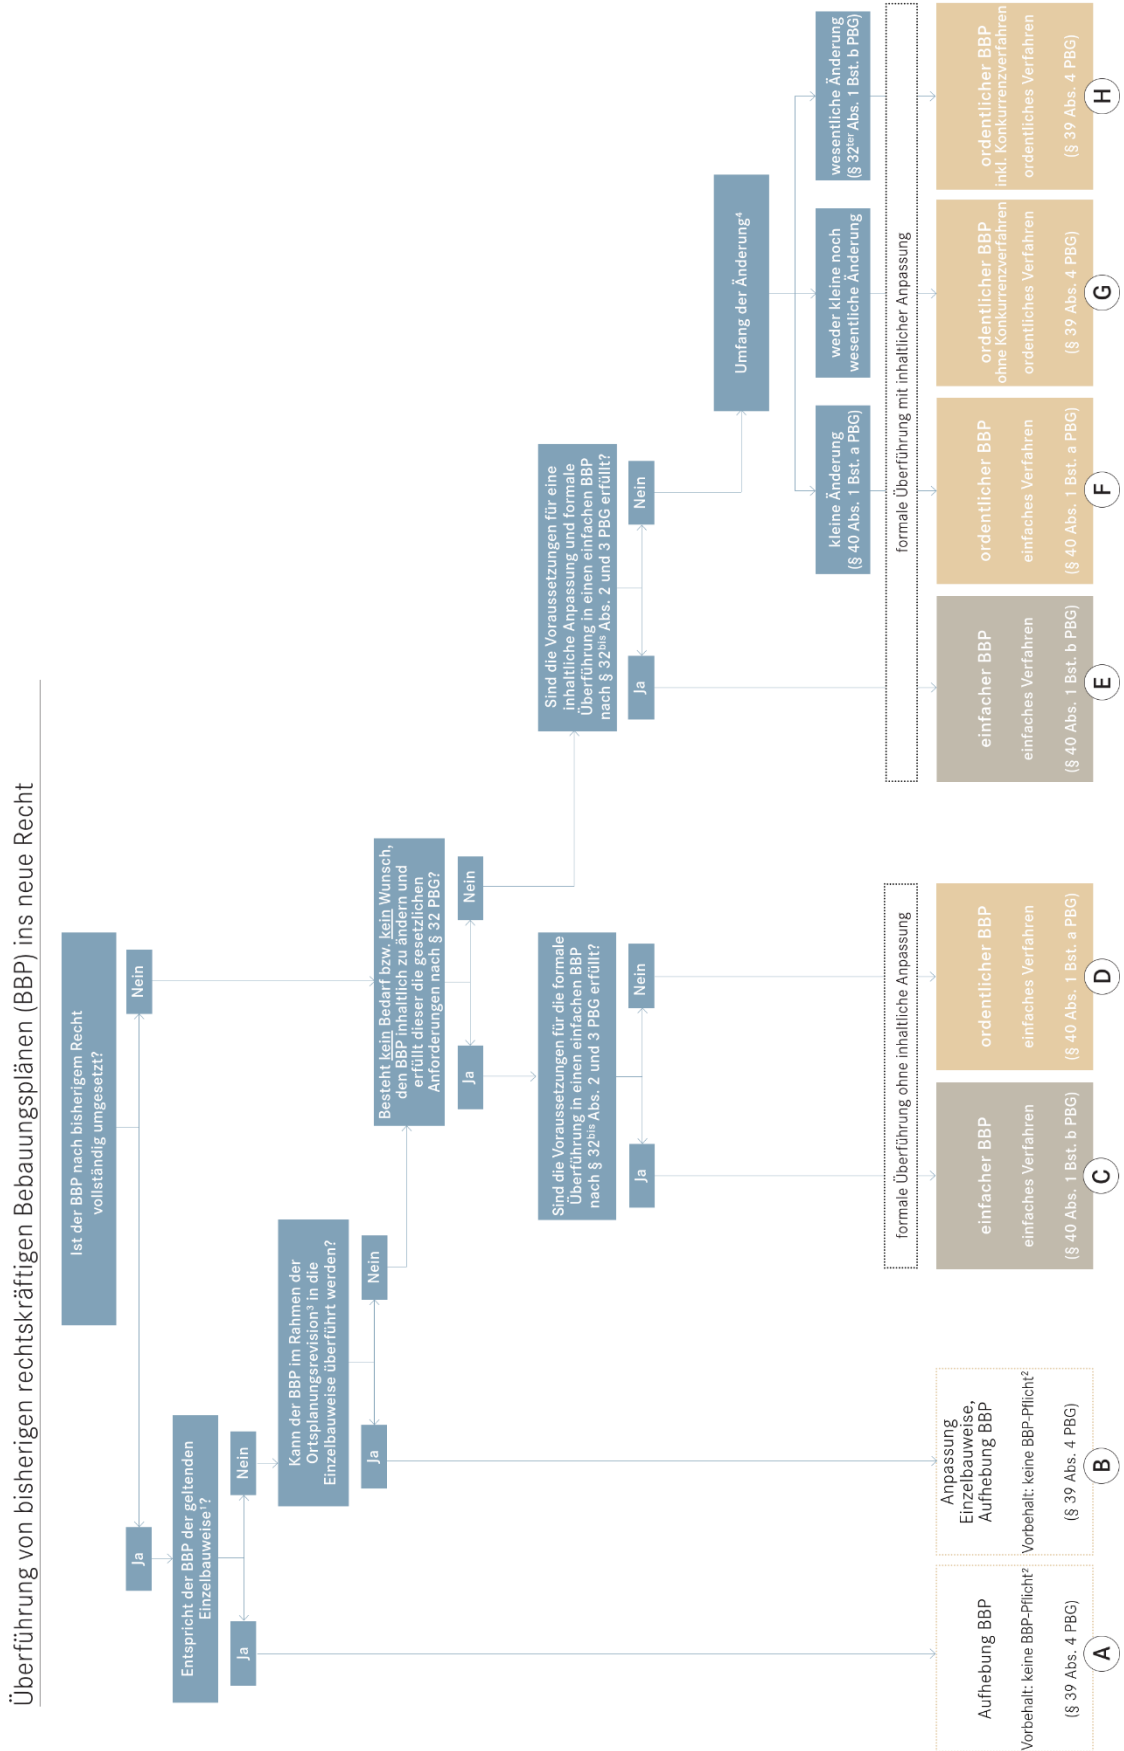 Überführung von bisherigen rechtskräftigen Bebauungsplänen (BBP) ins neue Recht
Ist der BBP nach bisherigem Recht
vollständig umgesetzt?
Ja
Nein
Entspricht der BBP der geltenden
Einzelbauweise¹?
Ja
Nein
Kann der BBP im Rahmen der
Ortsplanungsrevision³ in die
Einzelbauweise überführt werden?
Ja
Nein
Besteht kein Bedarf bzw. kein Wunsch,
den BBP inhaltlich zu ändern und
erfüllt dieser die gesetzlichen
Anforderungen nach § 32 PBG?
Ja
Nein
Sind die Voraussetzungen für die formale
Überführung in einen einfachen BBP
nach § 32bis Abs. 2 und 3 PBG erfüllt?
Ja
Nein
Sind die Voraussetzungen für eine
inhaltliche Anpassung und formale
Überführung in einen einfachen BBP
nach § 32bis Abs. 2 und 3 PBG erfüllt?
Ja
Nein
Umfang der Änderung⁴
kleine Änderung
(§ 40 Abs. 1 Bst. a PBG)
weder kleine noch
wesentliche Änderung
wesentliche Änderung
(§ 32ter Abs. 1 Bst. b PBG)
formale Überführung ohne inhaltliche Anpassung
formale Überführung mit inhaltlicher Anpassung
Aufhebung BBP
Vorbehalt: keine BBP-Pflicht²
(§ 39 Abs. 4 PBG)
A
Anpassung
Einzelbauweise,
Aufhebung BBP
Vorbehalt: keine BBP-Pflicht²
(§ 39 Abs. 4 PBG)
B
einfacher BBP
einfaches Verfahren
(§ 40 Abs. 1 Bst. b PBG)
C
ordentlicher BBP
einfaches Verfahren
(§ 40 Abs. 1 Bst. a PBG)
D
einfacher BBP
einfaches Verfahren
(§ 40 Abs. 1 Bst. b PBG)
E
ordentlicher BBP
einfaches Verfahren
(§ 40 Abs. 1 Bst. a PBG)
F
ordentlicher BBP
ohne Konkurrenzverfahren
ordentliches Verfahren
(§ 39 Abs. 4 PBG)
G
ordentlicher BBP
inkl. Konkurrenzverfahren
ordentliches Verfahren
(§ 39 Abs. 4 PBG)
H